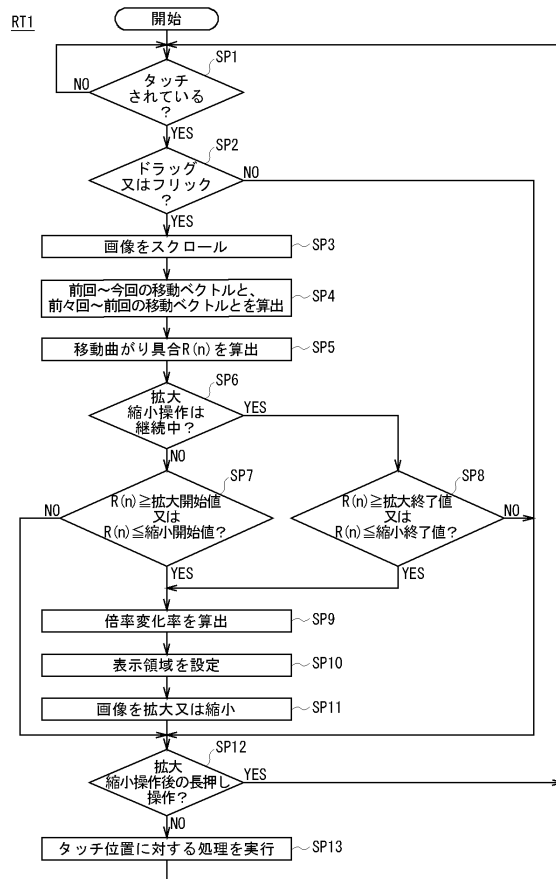 RT1
開始
SP1
タッチ
されている
?
NO
YES
SP2
ドラッグ
又はフリック
?
NO
YES
画像をスクロール
SP3
前回~今回の移動ベクトルと、
前々回~前回の移動ベクトルとを算出
SP4
移動曲がり具合R(n)を算出
SP5
SP6
拡大
縮小操作は
継続中?
YES
NO
SP7
R(n)≧拡大開始値
又は
R(n)≦縮小開始値?
NO
YES
SP8
R(n)≧拡大終了値
又は
R(n)≦縮小終了値?
NO
YES
倍率変化率を算出
SP9
表示領域を設定
SP10
画像を拡大又は縮小
SP11
SP12
拡大
縮小操作後の長押し
操作?
YES
NO
タッチ位置に対する処理を実行
SP13